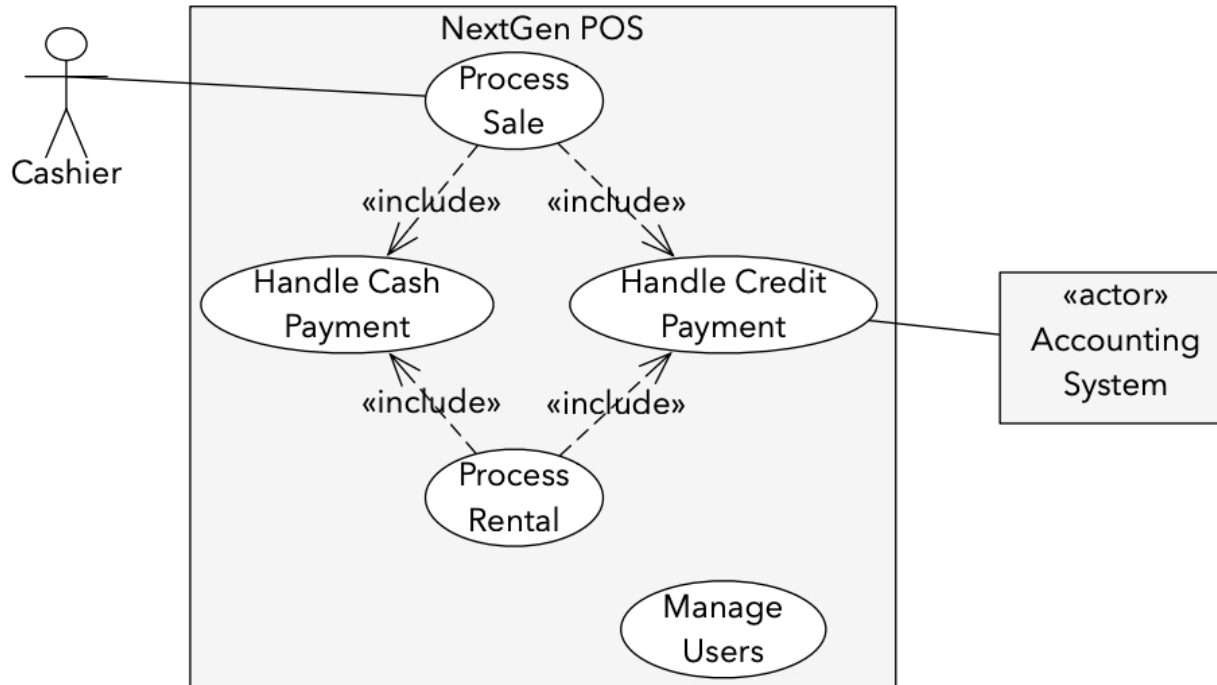 NextGen POS
Process
Sale
Cashier
«include»
«include»
Handle Cash
Payment
Handle Credit
Payment
«actor»
Accounting
System
«include»
«include»
Process
Rental
Manage
Users